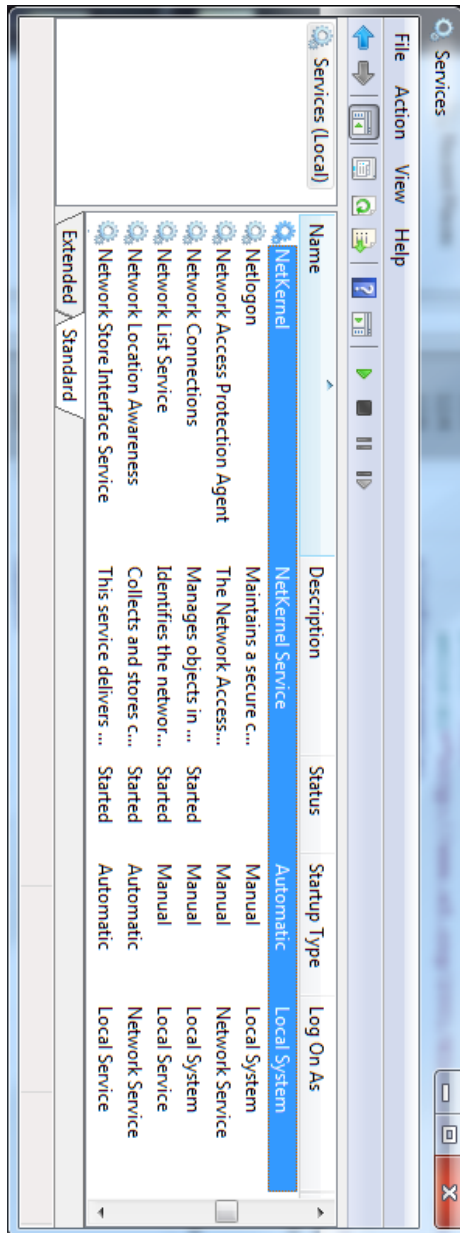 Services
File Action View Help
Services (Local)
Name Description Status Startup Type Log On As
NetKernel NetKernel Service Automatic Local System
Netlogon Maintains a secure c... Manual Local System
Network Access Protection Agent The Network Access... Manual Network Service
Network Connections Manages objects in ... Started Manual Local System
Network List Service Identifies the networ... Started Manual Local Service
Network Location Awareness Collects and stores c... Started Automatic Network Service
Network Store Interface Service This service delivers ... Started Automatic Local Service
Extended Standard